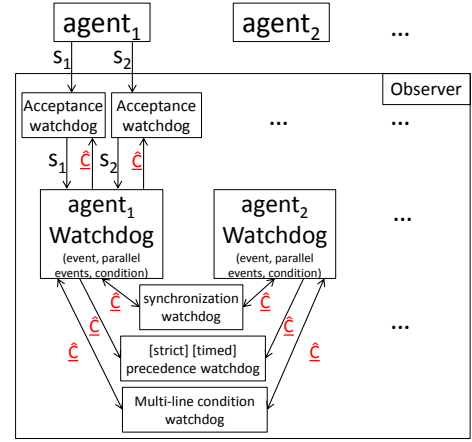 agent₁ agent₂ ...
s₁ s₂
Observer
Acceptance watchdog Acceptance watchdog ... ...
s₁ ĉ s₂ ĉ
agent₁ Watchdog (event, parallel events, condition)
agent₂ Watchdog (event, parallel events, condition)
...
ĉ synchronization watchdog ĉ
ĉ [strict] [timed] precedence watchdog ĉ
...
ĉ Multi-line condition watchdog ĉ